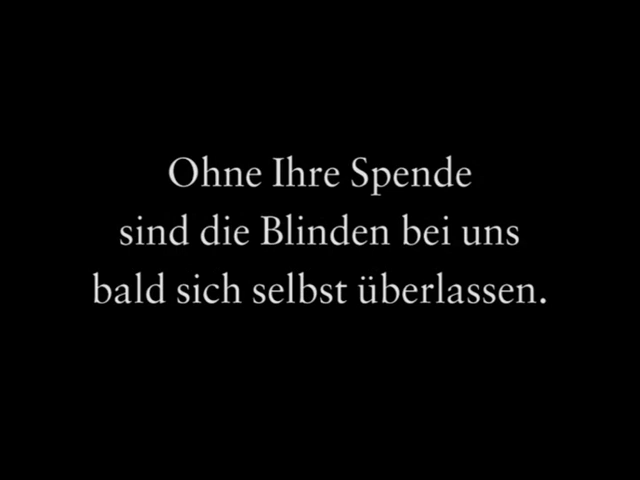 Ohne Ihre Spende
sind die Blinden bei uns
bald sich selbst überlassen.